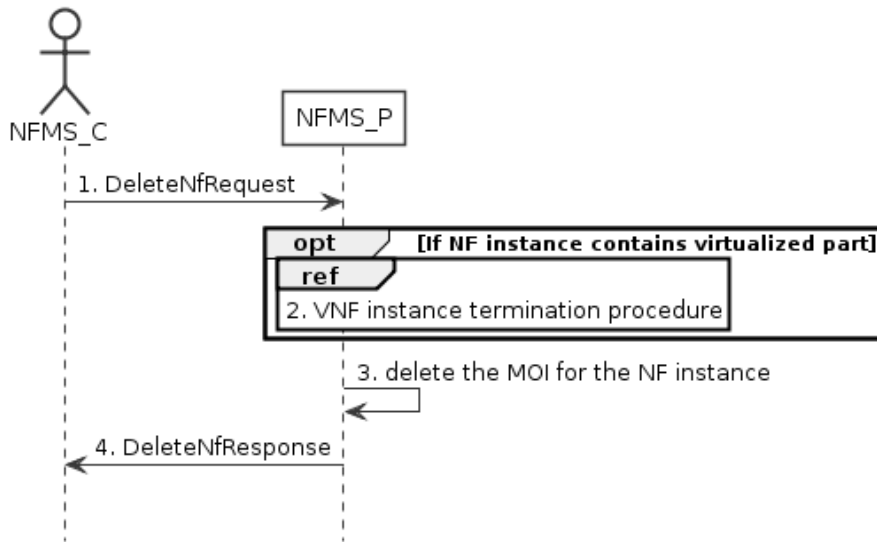 NFMS_C
NFMS_P
1. DeleteNfRequest
opt [If NF instance contains virtualized part]
ref
2. VNF instance termination procedure
3. delete the MOI for the NF instance
4. DeleteNfResponse